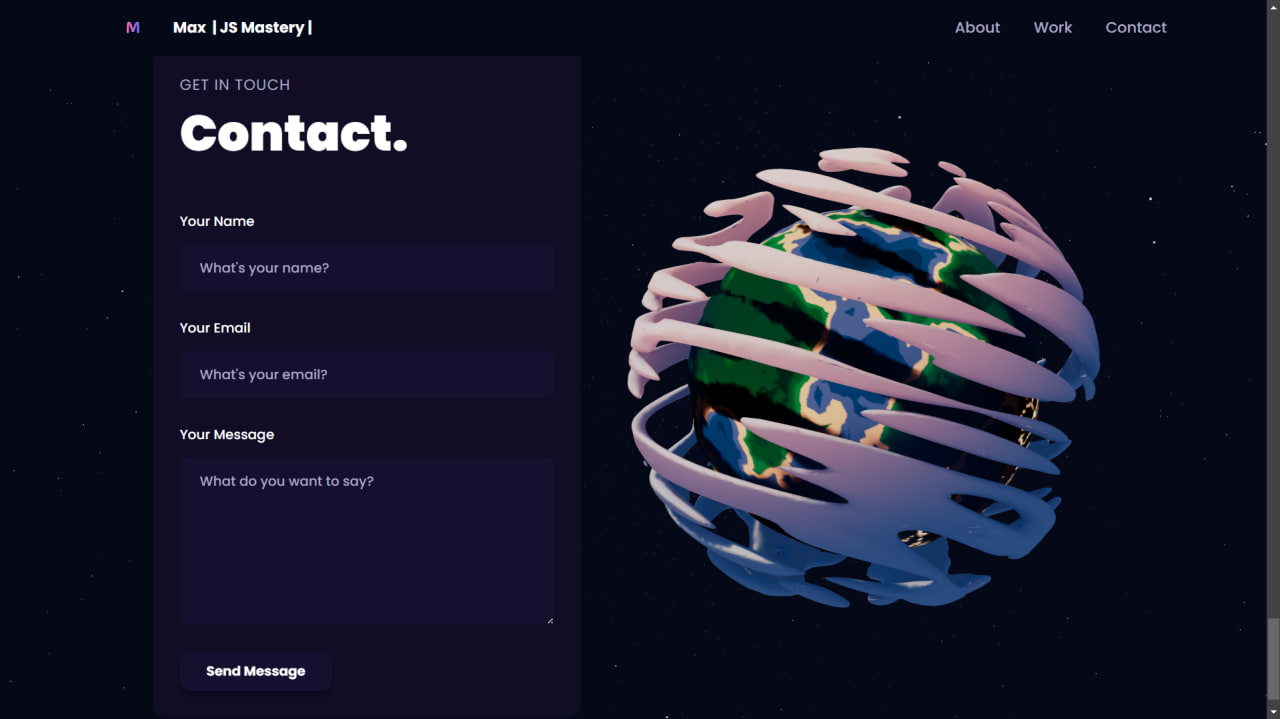 M Max | JS Mastery | About Work Contact
GET IN TOUCH
Contact.
Your Name
What's your name?
Your Email
What's your email?
Your Message
What do you want to say?
Send Message